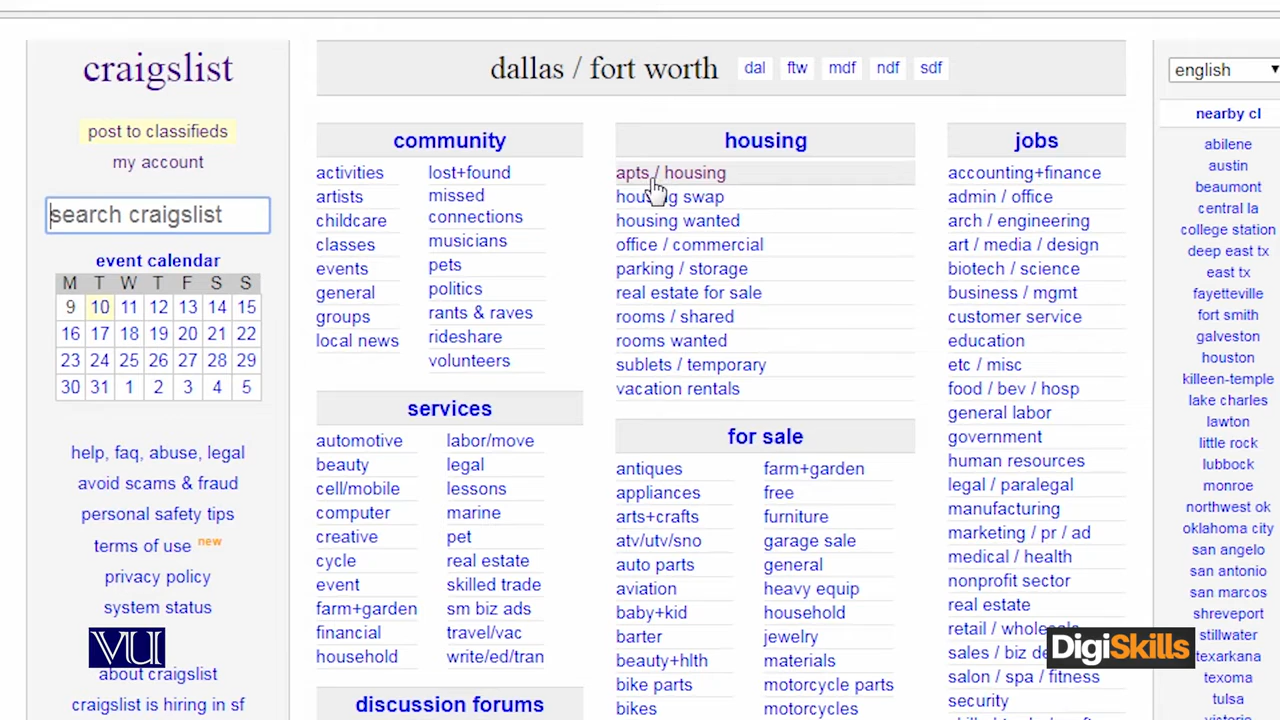 craigslist
post to classifieds
my account
search craigslist
event calendar
M T W T F S S
9 10 11 12 13 14 15
16 17 18 19 20 21 22
23 24 25 26 27 28 29
30 31 1 2 3 4 5
help, faq, abuse, legal
avoid scams & fraud
personal safety tips
terms of use new
privacy policy
system status
VU
about craigslist
craigslist is hiring in sf
dallas / fort worth dal ftw mdf ndf sdf
community
activities
artists
childcare
classes
events
general
groups
local news
lost+found
missed
connections
musicians
pets
politics
rants & raves
rideshare
volunteers
services
automotive
beauty
cell/mobile
computer
creative
cycle
event
farm+garden
financial
household
labor/move
legal
lessons
marine
pet
real estate
skilled trade
sm biz ads
travel/vac
write/ed/tran
discussion forums
housing
apts / housing
housing swap
housing wanted
office / commercial
parking / storage
real estate for sale
rooms / shared
rooms wanted
sublets / temporary
vacation rentals
for sale
antiques
appliances
arts+crafts
atv/utv/sno
auto parts
aviation
baby+kid
barter
beauty+hlth
bike parts
bikes
farm+garden
free
furniture
garage sale
general
heavy equip
household
jewelry
materials
motorcycle parts
motorcycles
jobs
accounting+finance
admin / office
arch / engineering
art / media / design
biotech / science
business / mgmt
customer service
education
etc / misc
food / bev / hosp
general labor
government
human resources
legal / paralegal
manufacturing
marketing / pr / ad
medical / health
nonprofit sector
real estate
retail / wholesale
sales / biz de
salon / spa / fitness
security
DigiSkills
english
nearby cl
abilene
austin
beaumont
central la
college station
deep east tx
east tx
fayetteville
fort smith
galveston
houston
killeen-temple
lake charles
lawton
little rock
lubbock
monroe
northwest ok
oklahoma city
san angelo
san antonio
san marcos
shreveport
stillwater
texarkana
texoma
tulsa